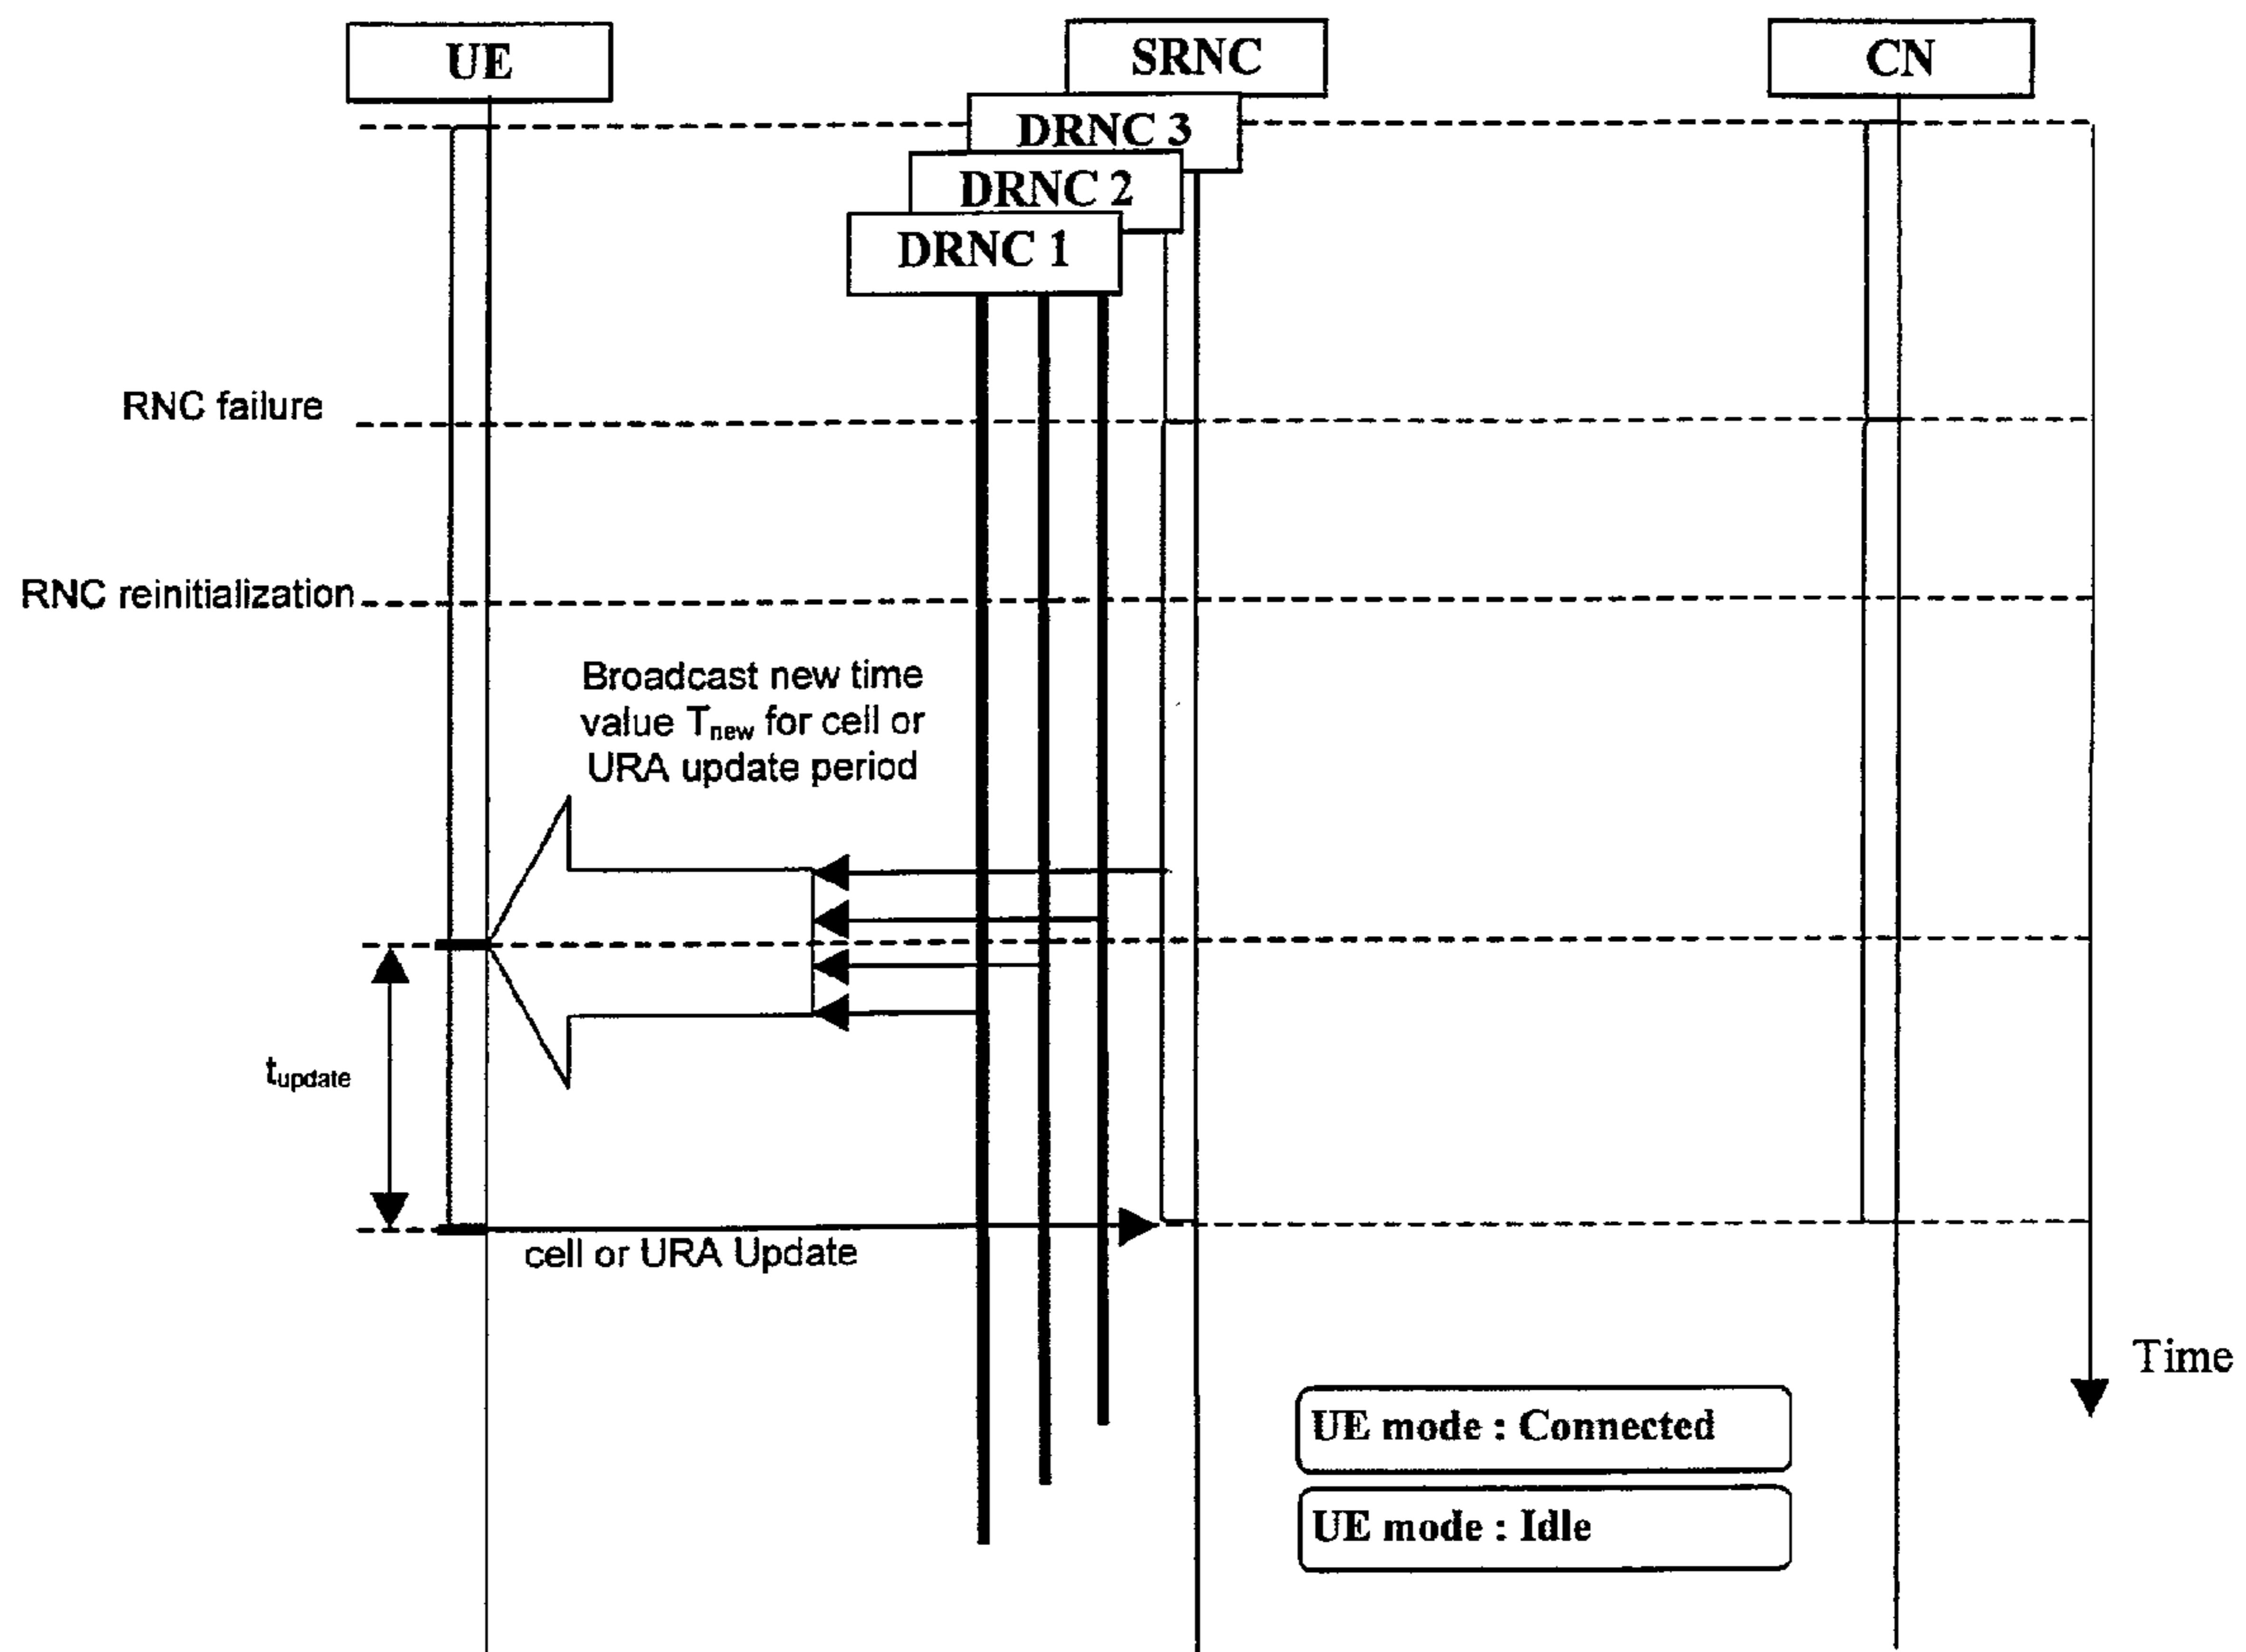 UE
SRNC
CN
DRNC 3
DRNC 2
DRNC 1
RNC failure
RNC reinitialization
Broadcast new time
value Tnew for cell or
URA update period
tupdate
cell or URA Update
Time
UE mode : Connected
UE mode : Idle